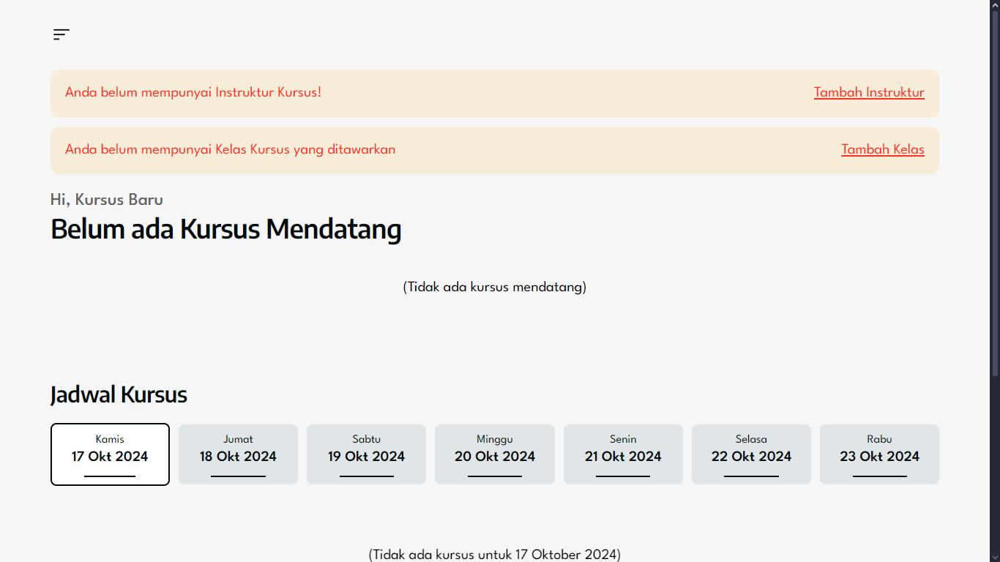 Anda belum mempunyai Instruktur Kursus! Tambah Instruktur
Anda belum mempunyai Kelas Kursus yang ditawarkan Tambah Kelas
Hi, Kursus Baru
Belum ada Kursus Mendatang
(Tidak ada kursus mendatang)
Jadwal Kursus
Kamis Jumat Sabtu Minggu Senin Selasa Rabu
17 Okt 2024 18 Okt 2024 19 Okt 2024 20 Okt 2024 21 Okt 2024 22 Okt 2024 23 Okt 2024
(Tidak ada kursus untuk 17 Oktober 2024)